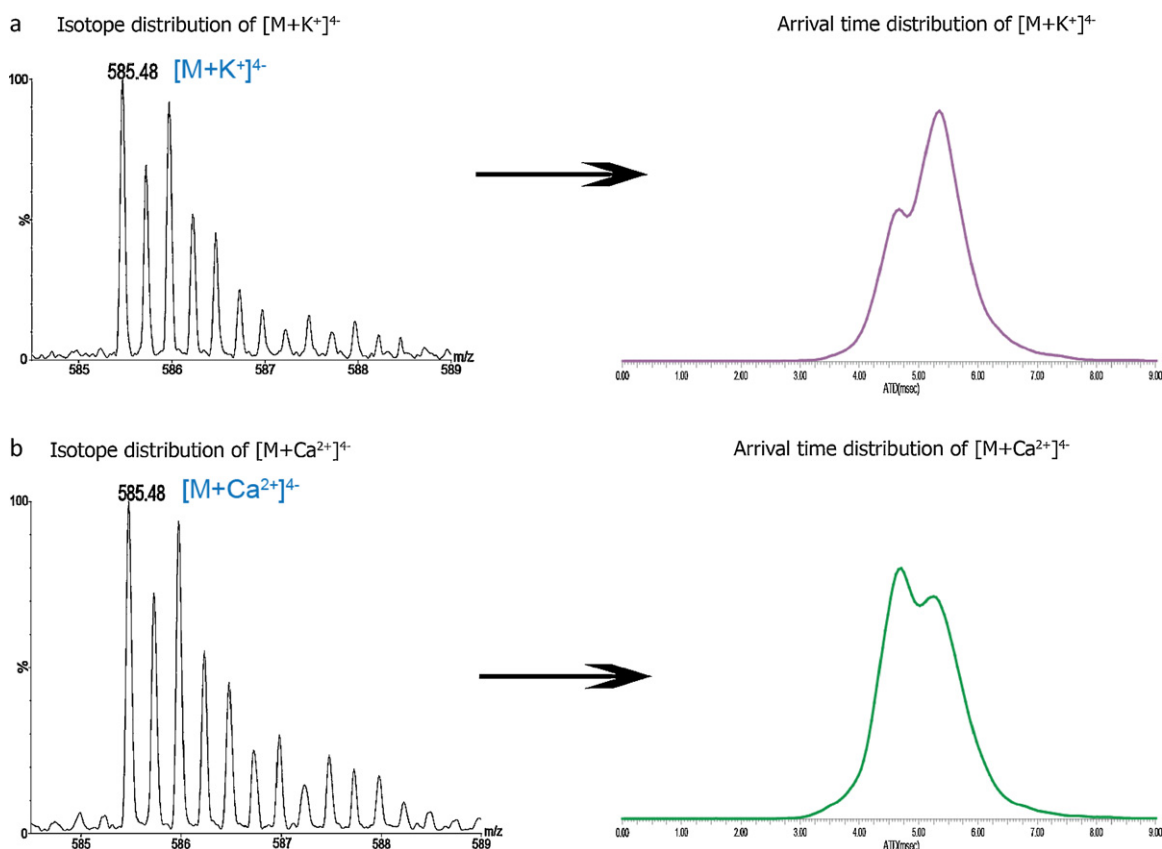 a Isotope distribution of [M+K⁺]⁴⁻ Arrival time distribution of [M+K⁺]⁴⁻
585.48 [M+K⁺]⁴⁻
100
%
0
585 586 587 588 589
m/z
0.00 1.00 2.00 3.00 4.00 5.00 6.00 7.00 8.00 9.00
ATD(msec)
b Isotope distribution of [M+Ca²⁺]⁴⁻ Arrival time distribution of [M+Ca²⁺]⁴⁻
585.48 [M+Ca²⁺]⁴⁻
100
%
0
585 586 587 588 589
m/z
0.00 1.00 2.00 3.00 4.00 5.00 6.00 7.00 8.00 9.00
ATD(msec)